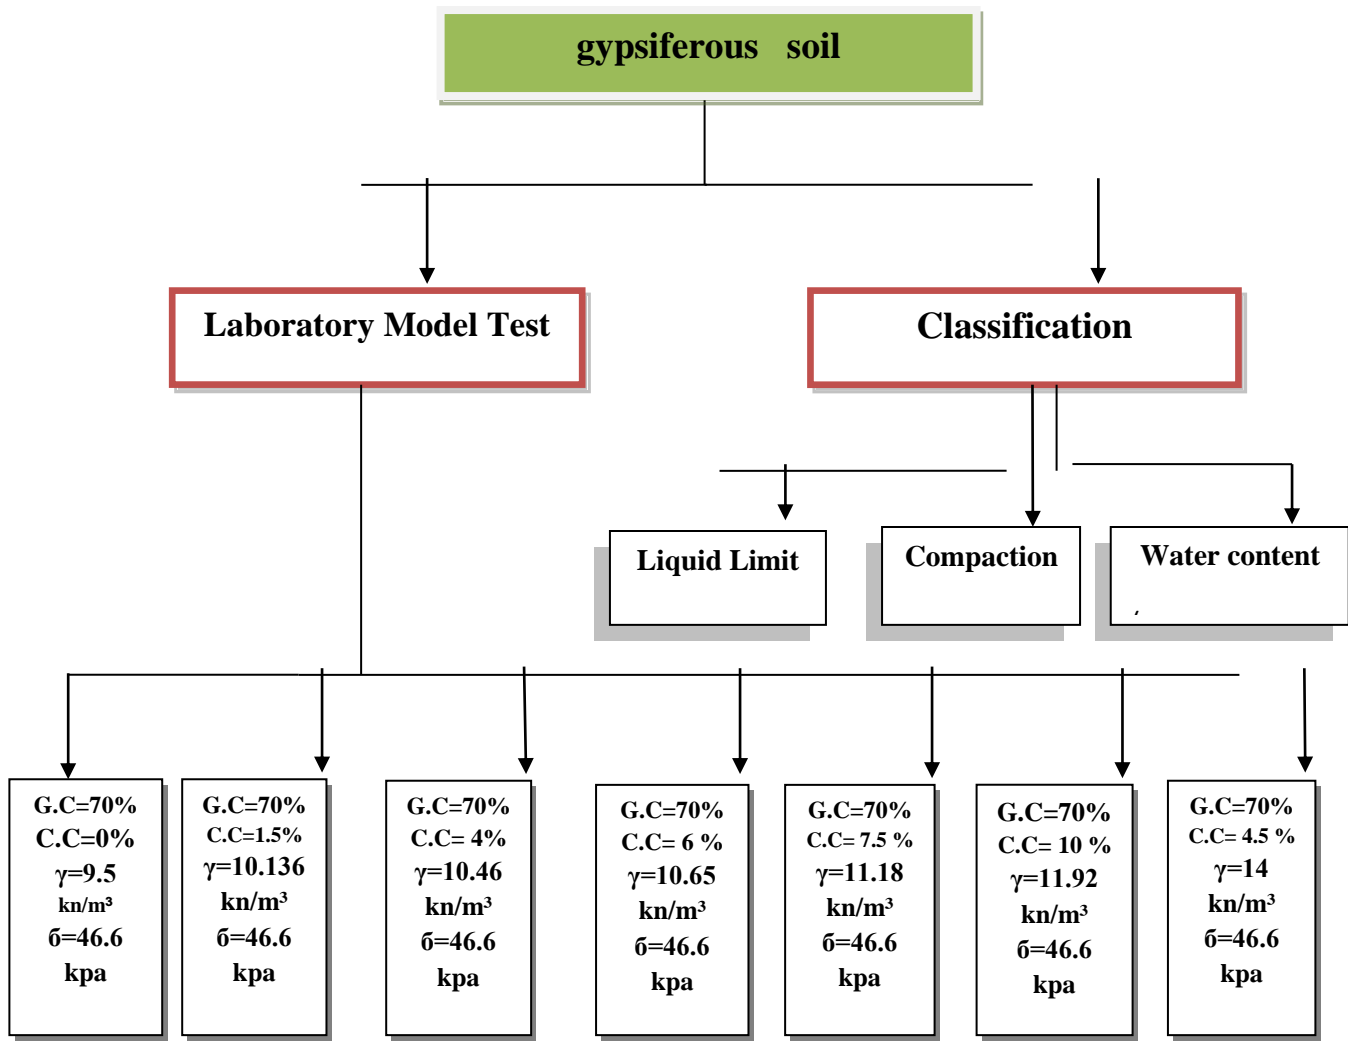 gypsiferous soil
Laboratory Model Test
Classification
Liquid Limit
Compaction
Water content
,
G.C=70%
C.C=0%
γ=9.5
kn/m³
б=46.6
kpa
G.C=70%
C.C=1.5%
γ=10.136
kn/m³
б=46.6
kpa
G.C=70%
C.C= 4%
γ=10.46
kn/m³
б=46.6
kpa
G.C=70%
C.C= 6 %
γ=10.65
kn/m³
б=46.6
kpa
G.C=70%
C.C= 7.5 %
γ=11.18
kn/m³
б=46.6
kpa
G.C=70%
C.C= 10 %
γ=11.92
kn/m³
б=46.6
kpa
G.C=70%
C.C= 4.5 %
γ=14
kn/m³
б=46.6
kpa